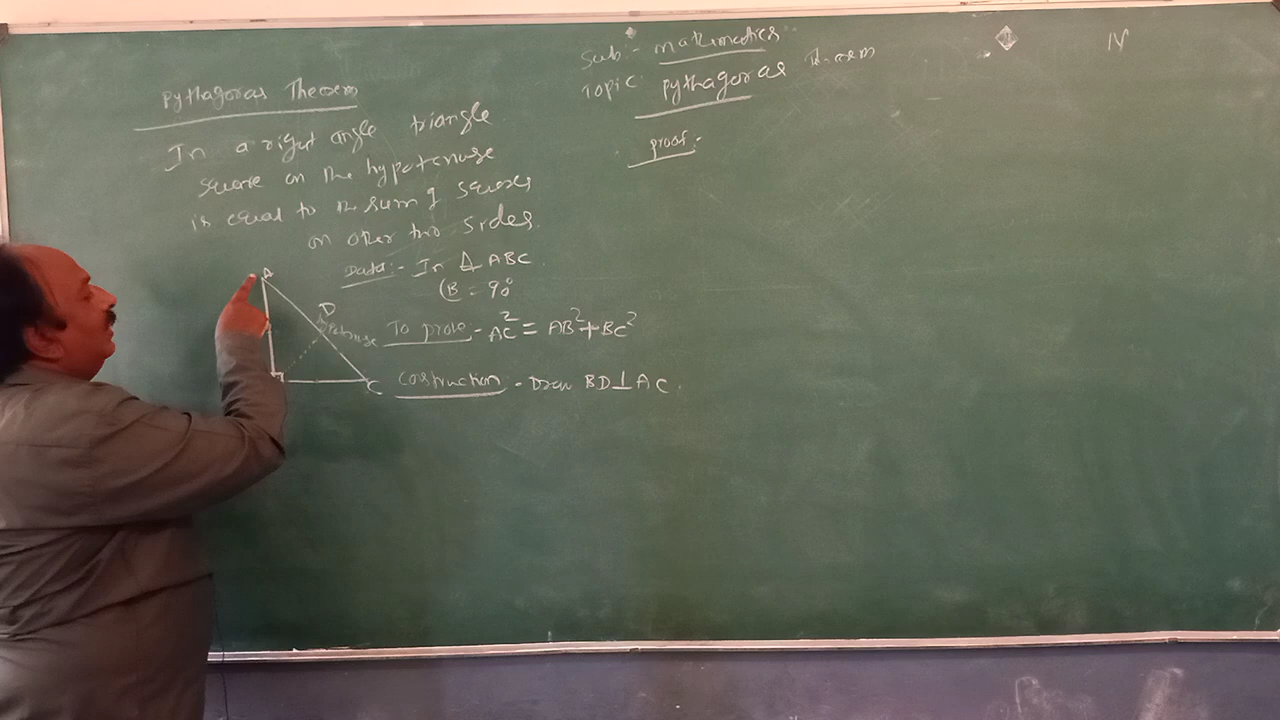 Sub:- mathematics
Topic: pythagoras Theorem
IV
pythagoras Theorem
In a right angle triangle
square on the hypotenuse
is equal to the sum of squares
on other two sides.
Data:- In △ ABC
(B = 90°
To prove - AC² = AB² + BC²
Costruction - Draw BD ⊥ AC.
A
D
C
proof:-